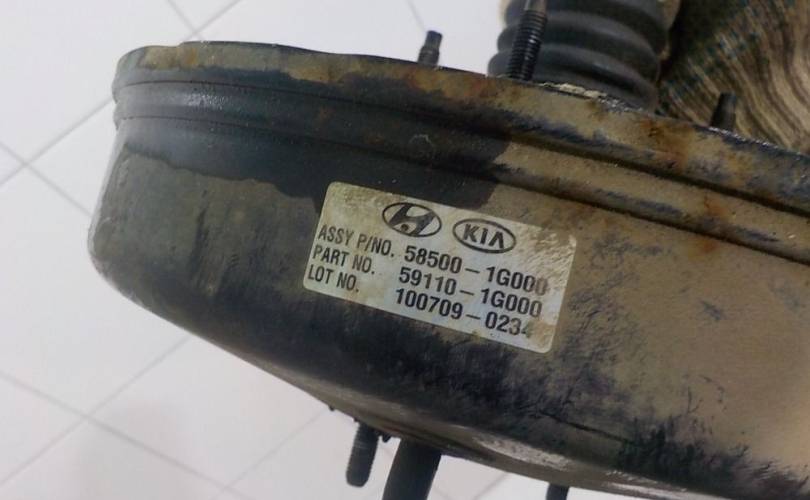 KIA
ASSY P/NO. 58500-1G000
PART NO. 59110-1G000
LOT NO. 100709-0234